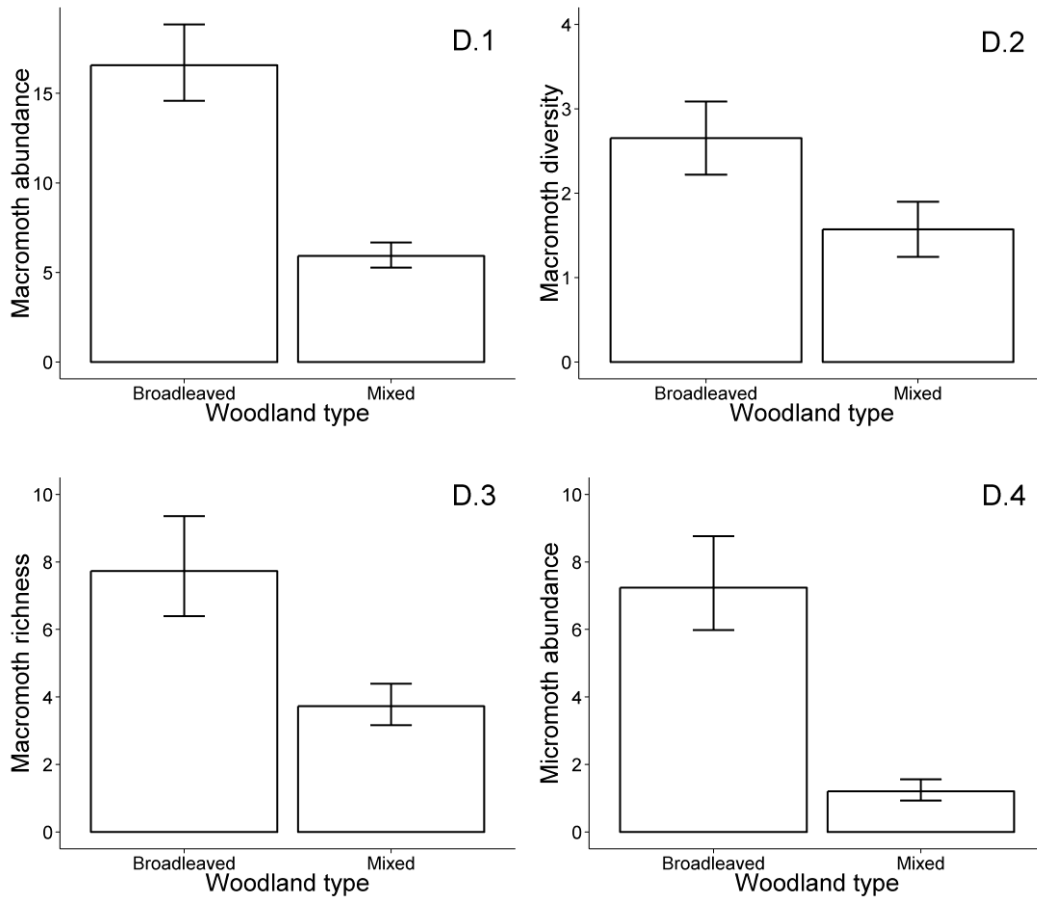 D.1
Macromoth abundance
15
10
5
0
Broadleaved Mixed
Woodland type
D.2
Macromoth diversity
4
3
2
1
0
Broadleaved Mixed
Woodland type
D.3
Macromoth richness
10
8
6
4
2
0
Broadleaved Mixed
Woodland type
D.4
Micromoth abundance
10
8
6
4
2
0
Broadleaved Mixed
Woodland type